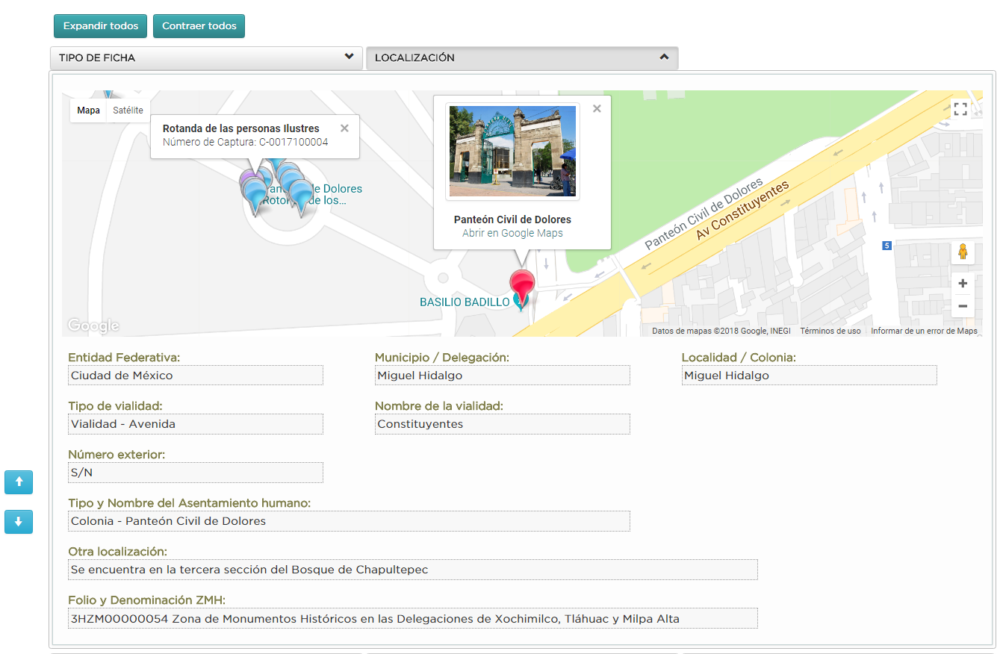 Expandir todos
Contraer todos
TIPO DE FICHA
LOCALIZACIÓN
Mapa
Satélite
Rotanda de las personas Ilustres
Número de Captura: C-0017100004
de Dolores
de los...
Panteón Civil de Dolores
Abrir en Google Maps
Panteón Civil de Dolores
Av Constituyentes
5
BASILIO BADILLO
Google
Datos de mapas ©2018 Google, INEGI
Términos de uso
Informar de un error de Maps
Entidad Federativa:
Municipio / Delegación:
Localidad / Colonia:
Ciudad de México
Miguel Hidalgo
Miguel Hidalgo
Tipo de vialidad:
Nombre de la vialidad:
Vialidad - Avenida
Constituyentes
Número exterior:
S/N
Tipo y Nombre del Asentamiento humano:
Colonia - Panteón Civil de Dolores
Otra localización:
Se encuentra en la tercera sección del Bosque de Chapultepec
Folio y Denominación ZMH:
3HZM00000054 Zona de Monumentos Históricos en las Delegaciones de Xochimilco, Tláhuac y Milpa Alta